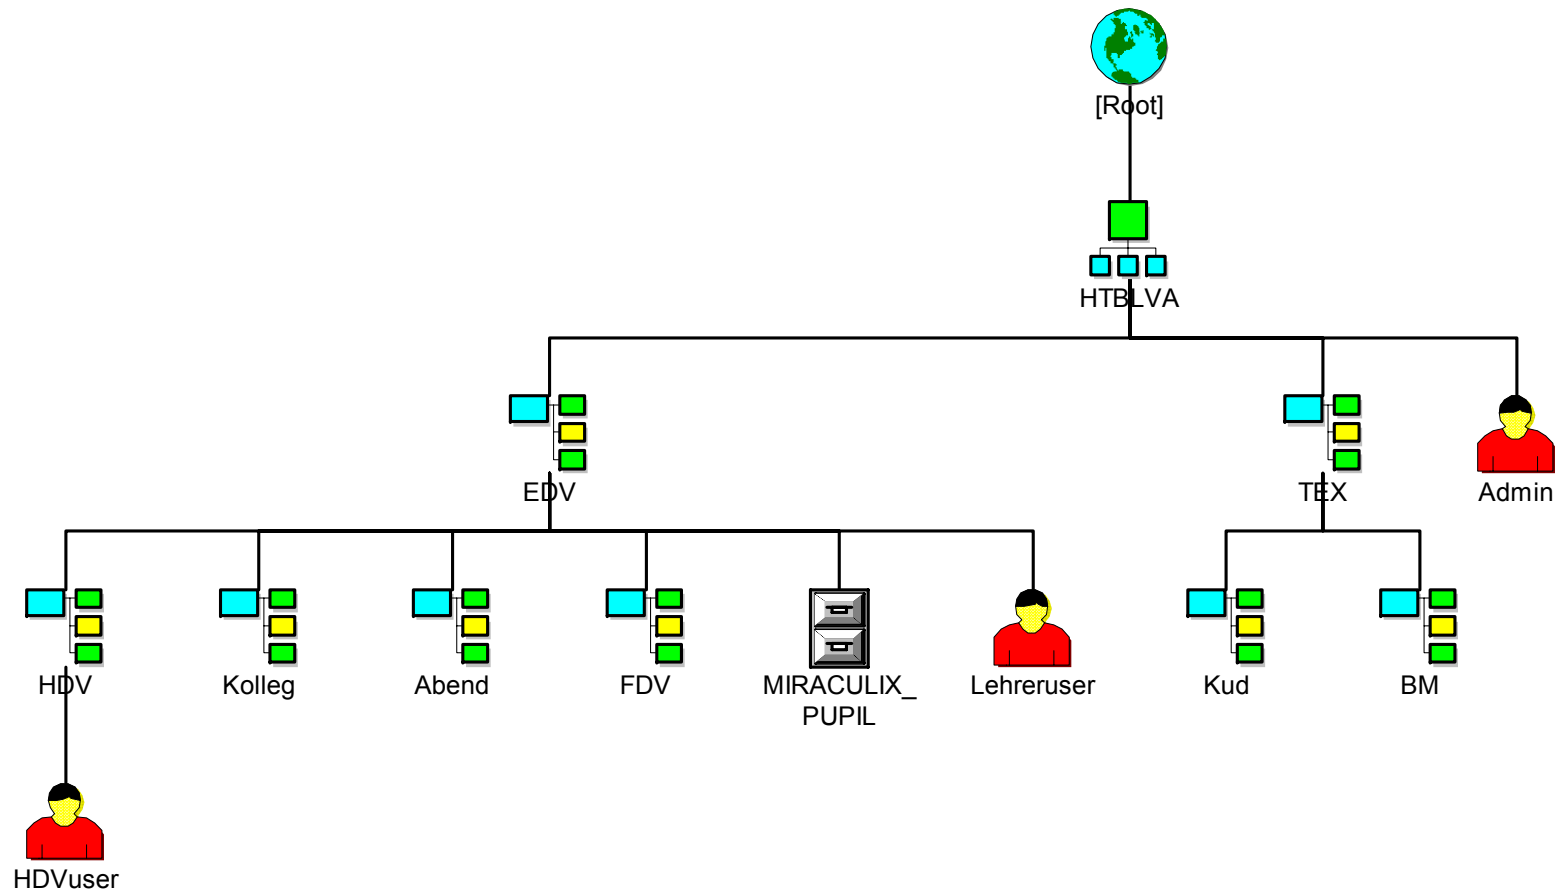 [Root]
HTBLVA
EDV
TEX
Admin
HDV
Kolleg
Abend
FDV
MIRACULIX_
PUPIL
Lehreruser
Kud
BM
HDVuser